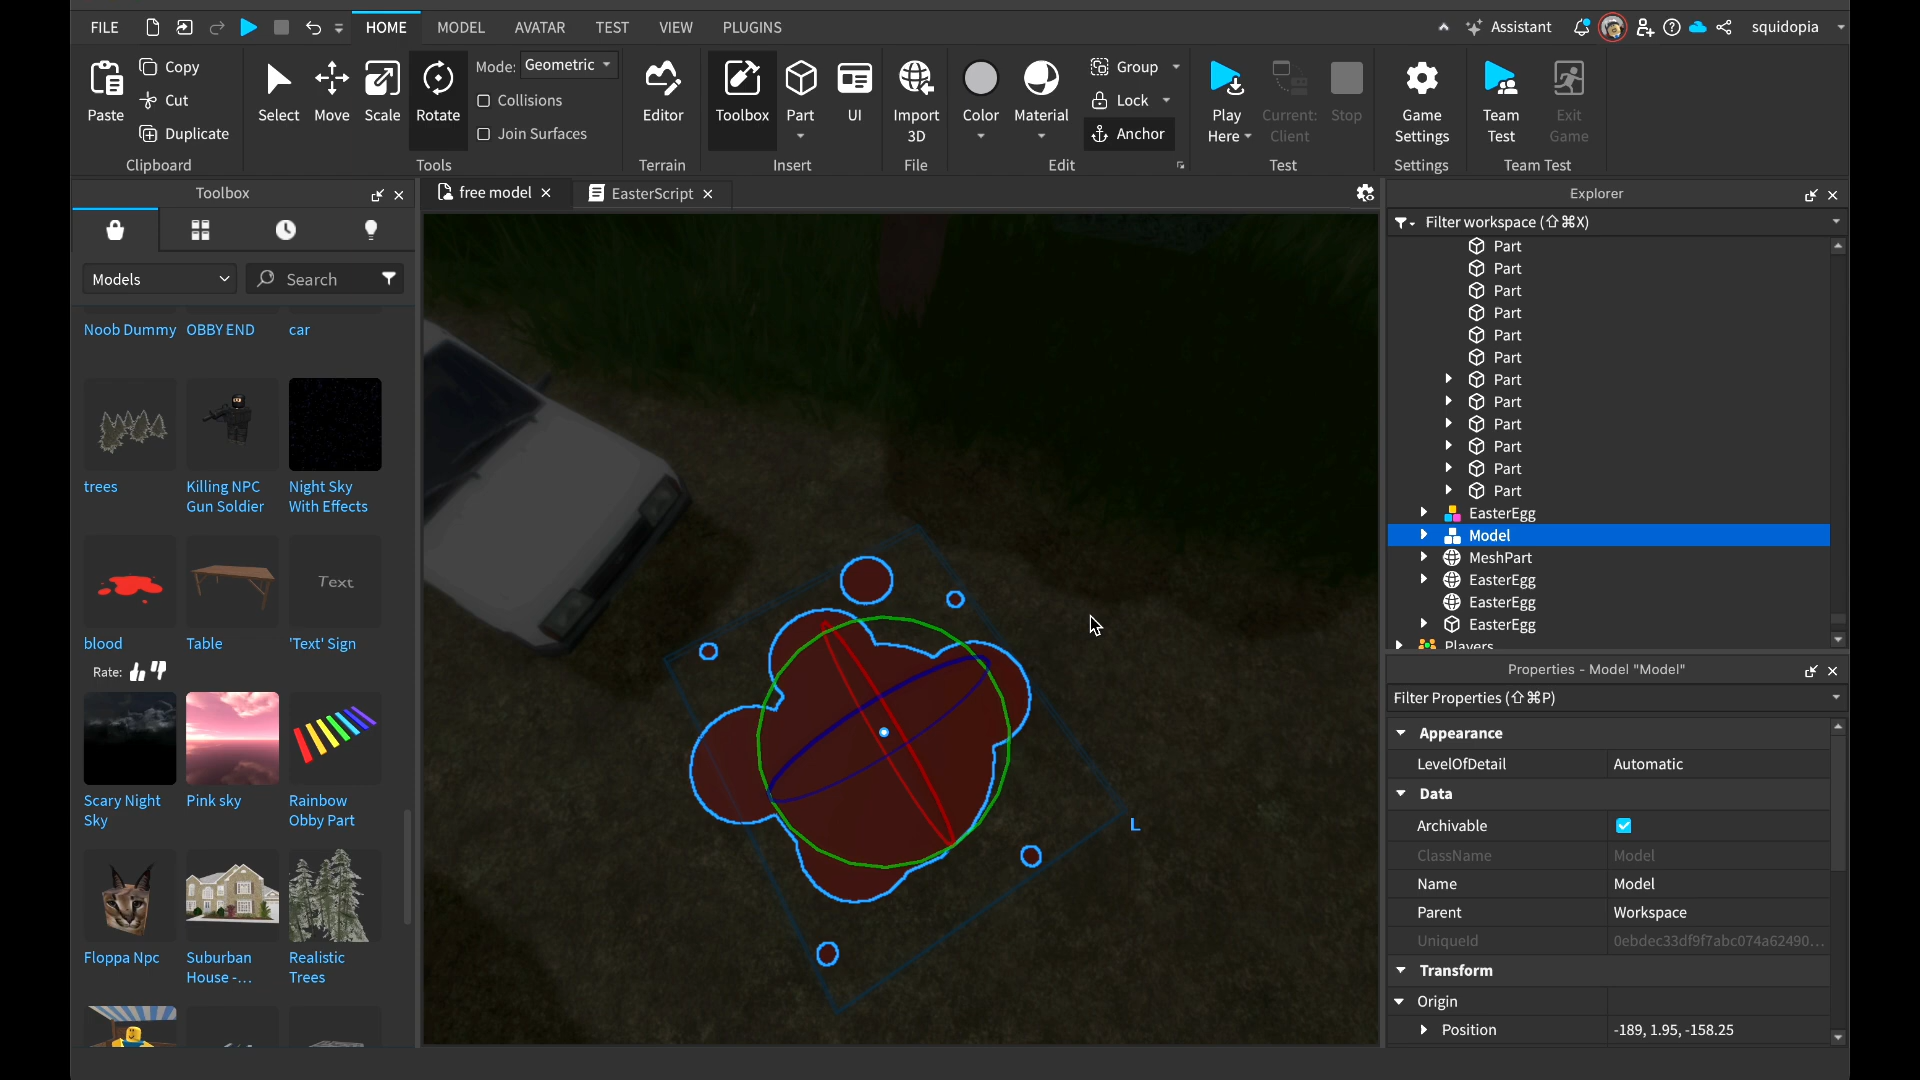 FILE HOME MODEL AVATAR TEST VIEW PLUGINS Assistant squidopia
Paste Copy Cut Duplicate
Clipboard
Select Move Scale Rotate
Mode: Geometric
Collisions
Join Surfaces
Tools
Editor
Terrain
Toolbox Part UI
Insert
Import
3D
File
Color Material Group Lock Anchor
Edit
Play
Here
Current:
Client
Stop
Test
Game
Settings
Settings
Team
Test
Exit
Game
Team Test
Toolbox
Models Search
Noob Dummy OBBY END car
trees
Killing NPC
Gun Soldier
Night Sky
With Effects
Text
blood Table 'Text' Sign
Rate:
Scary Night
Sky
Pink sky
Rainbow
Obby Part
Floppa Npc
Suburban
House -...
Realistic
Trees
free model EasterScript
L
Explorer
Filter workspace (⇧⌘X)
Part
Part
Part
Part
Part
Part
Part
Part
Part
Part
Part
Part
EasterEgg
Model
MeshPart
EasterEgg
EasterEgg
EasterEgg
Players
Properties - Model "Model"
Filter Properties (⇧⌘P)
Appearance
LevelOfDetail Automatic
Data
Archivable
ClassName Model
Name Model
Parent Workspace
UniqueId 0ebdec33df9f7abc074a62490...
Transform
Origin
Position -189, 1.95, -158.25